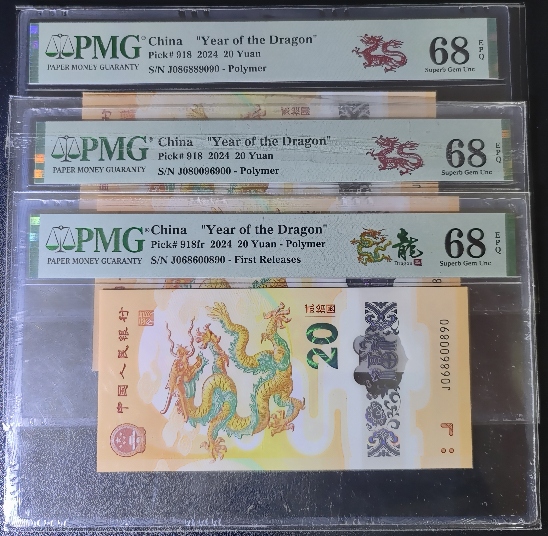 PMG
PAPER MONEY GUARANTY
China "Year of the Dragon"
Pick# 918 2024 20 Yuan
S/N J086889090 - Polymer
68 EPQ
Superb Gem Unc
PMG
PAPER MONEY GUARANTY
China "Year of the Dragon"
Pick# 918 2024 20 Yuan
S/N J080096900 - Polymer
68 EPQ
Superb Gem Unc
PMG
PAPER MONEY GUARANTY
China "Year of the Dragon"
Pick# 918fr 2024 20 Yuan - Polymer
S/N J068600890 - First Releases
Dragon
龍
68 EPQ
Superb Gem Unc
中国人民银行
20
J068600890